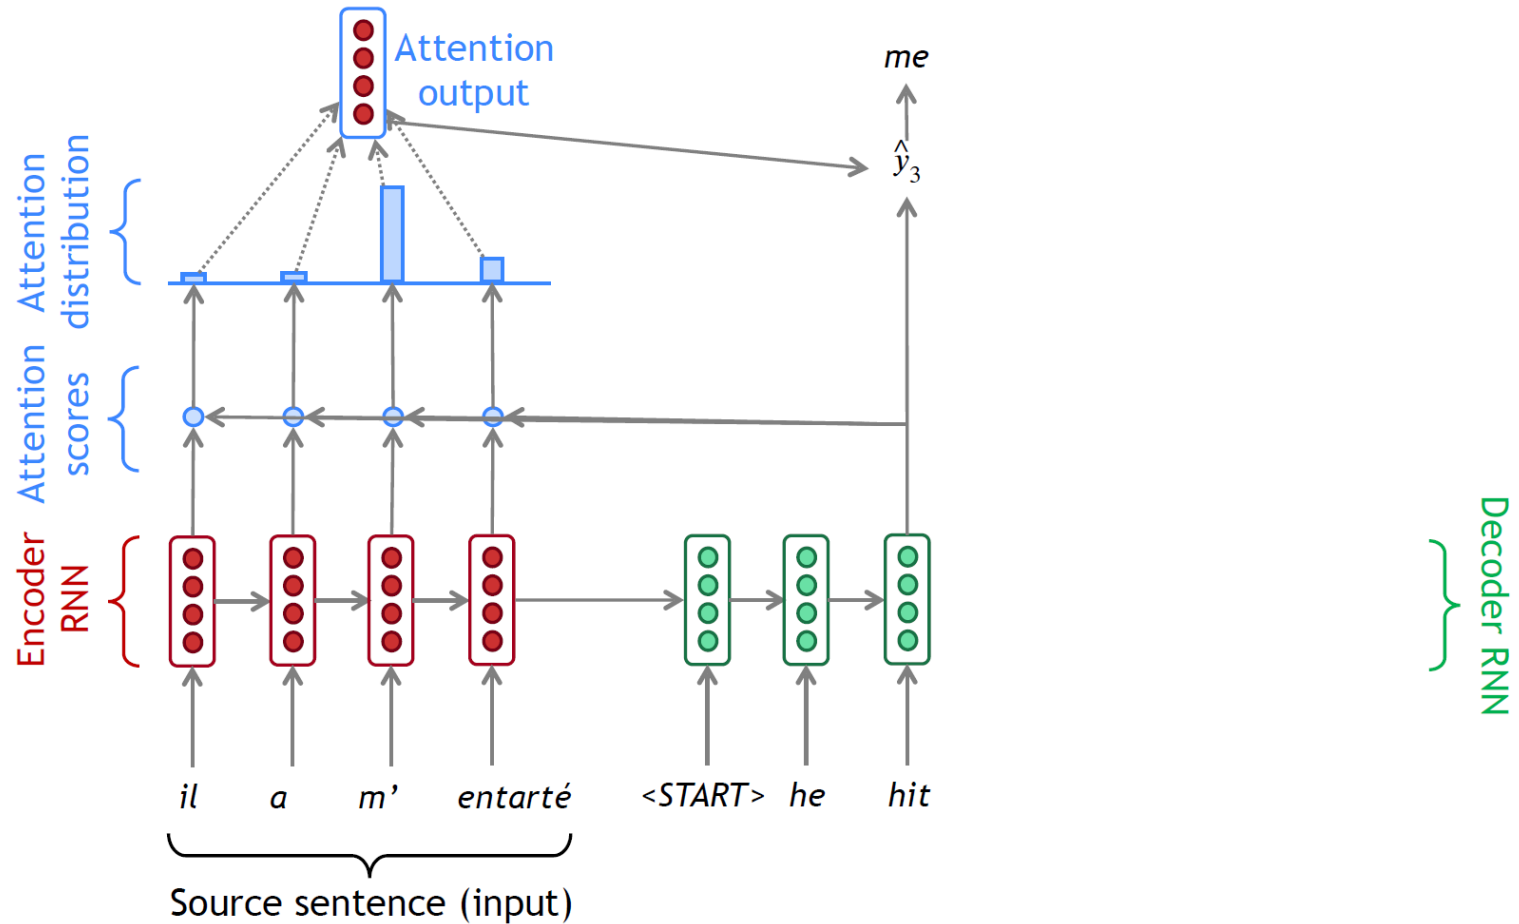 Attention
output
me
ŷ3
Attention
distribution
Attention
scores
Encoder
RNN
Decoder RNN
il a m’ entarté <START> he hit
Source sentence (input)